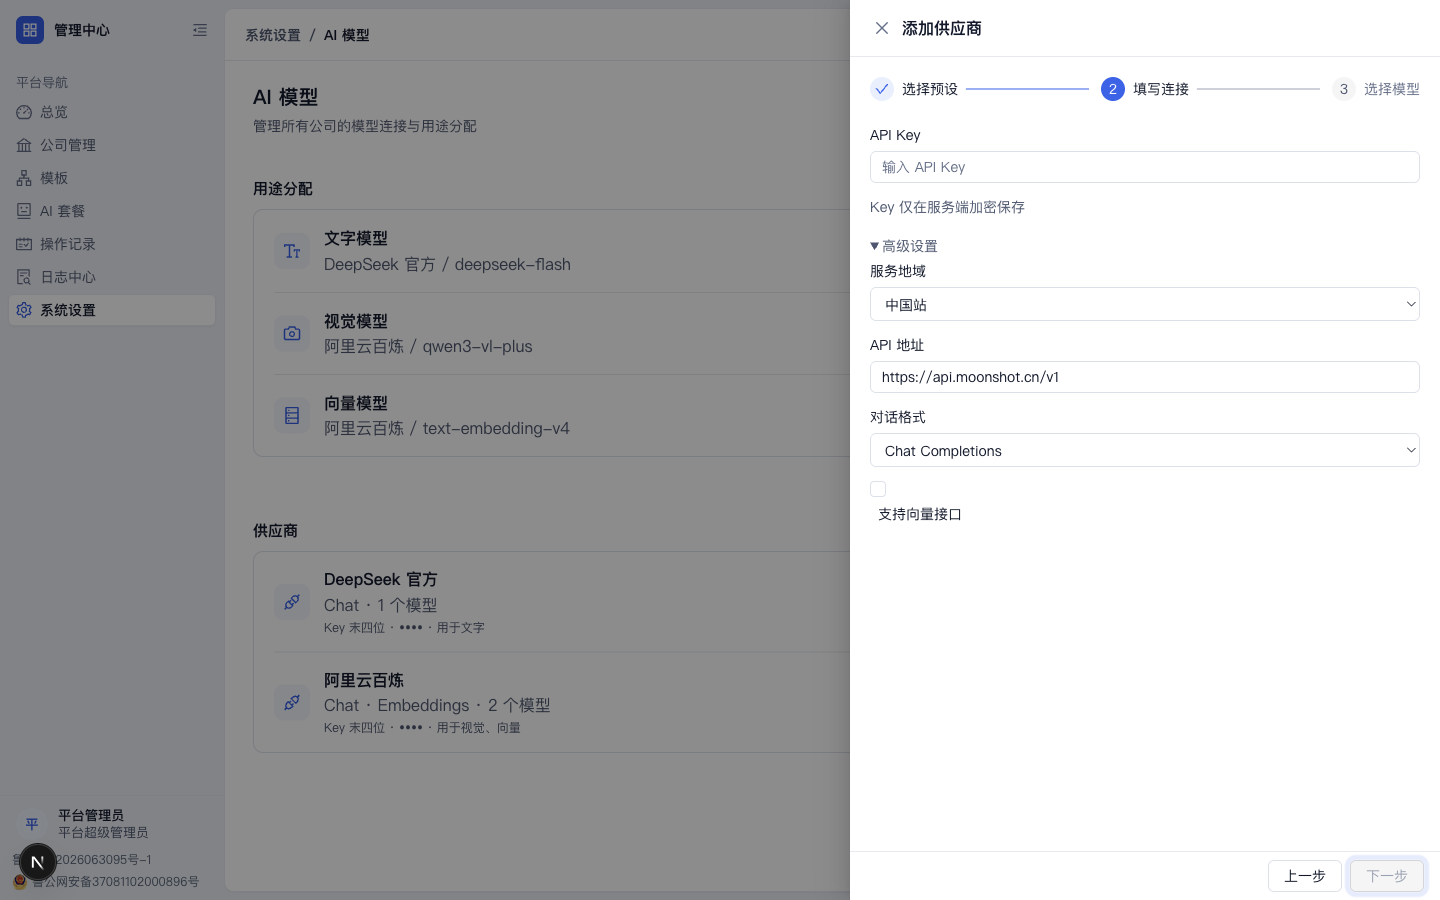 管理中心
平台导航
总览
公司管理
模板
AI 套餐
操作记录
日志中心
系统设置
平
平台管理员
平台超级管理员
N
2026063095号-1
鲁公网安备37081102000896号
系统设置 / AI 模型
AI 模型
管理所有公司的模型连接与用途分配
用途分配
文字模型
DeepSeek 官方 / deepseek-flash
视觉模型
阿里云百炼 / qwen3-vl-plus
向量模型
阿里云百炼 / text-embedding-v4
供应商
DeepSeek 官方
Chat · 1 个模型
Key 末四位 · •••• · 用于文字
阿里云百炼
Chat · Embeddings · 2 个模型
Key 末四位 · •••• · 用于视觉、向量
添加供应商
选择预设
2 填写连接
3 选择模型
API Key
输入 API Key
Key 仅在服务端加密保存
▼高级设置
服务地域
中国站
API 地址
https://api.moonshot.cn/v1
对话格式
Chat Completions
支持向量接口
上一步
下一步